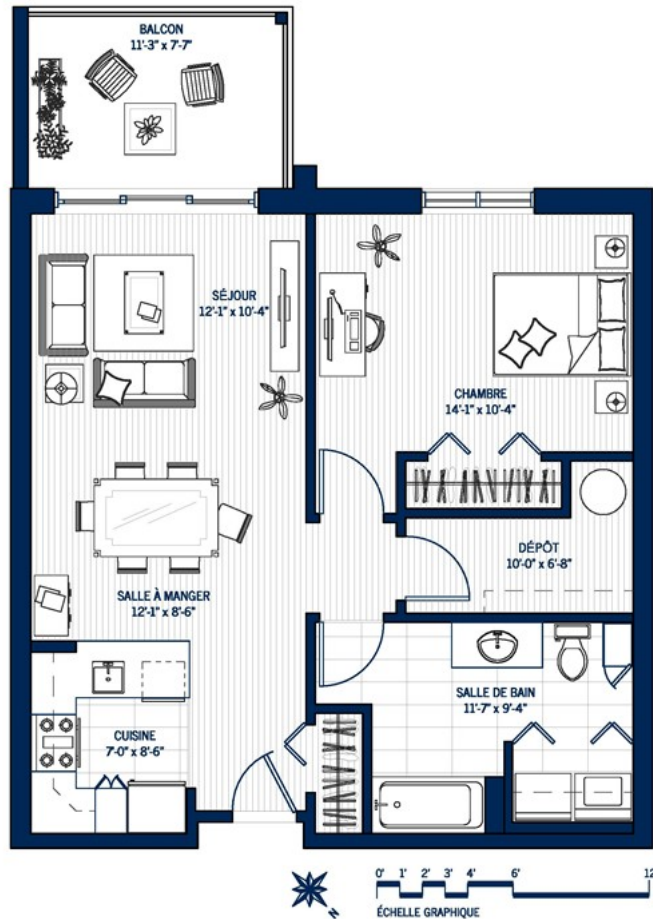 BALCON
11'-3" x 7'-7"
SÉJOUR
12'-1" x 10'-4"
CHAMBRE
14'-1" x 10'-4"
DÉPÔT
10'-0" x 6'-8"
SALLE À MANGER
12'-1" x 8'-6"
SALLE DE BAIN
11'-7" x 9'-4"
CUISINE
7'-0" x 8'-6"
N
0' 1' 2' 3' 4' 6' 12
ÉCHELLE GRAPHIQUE